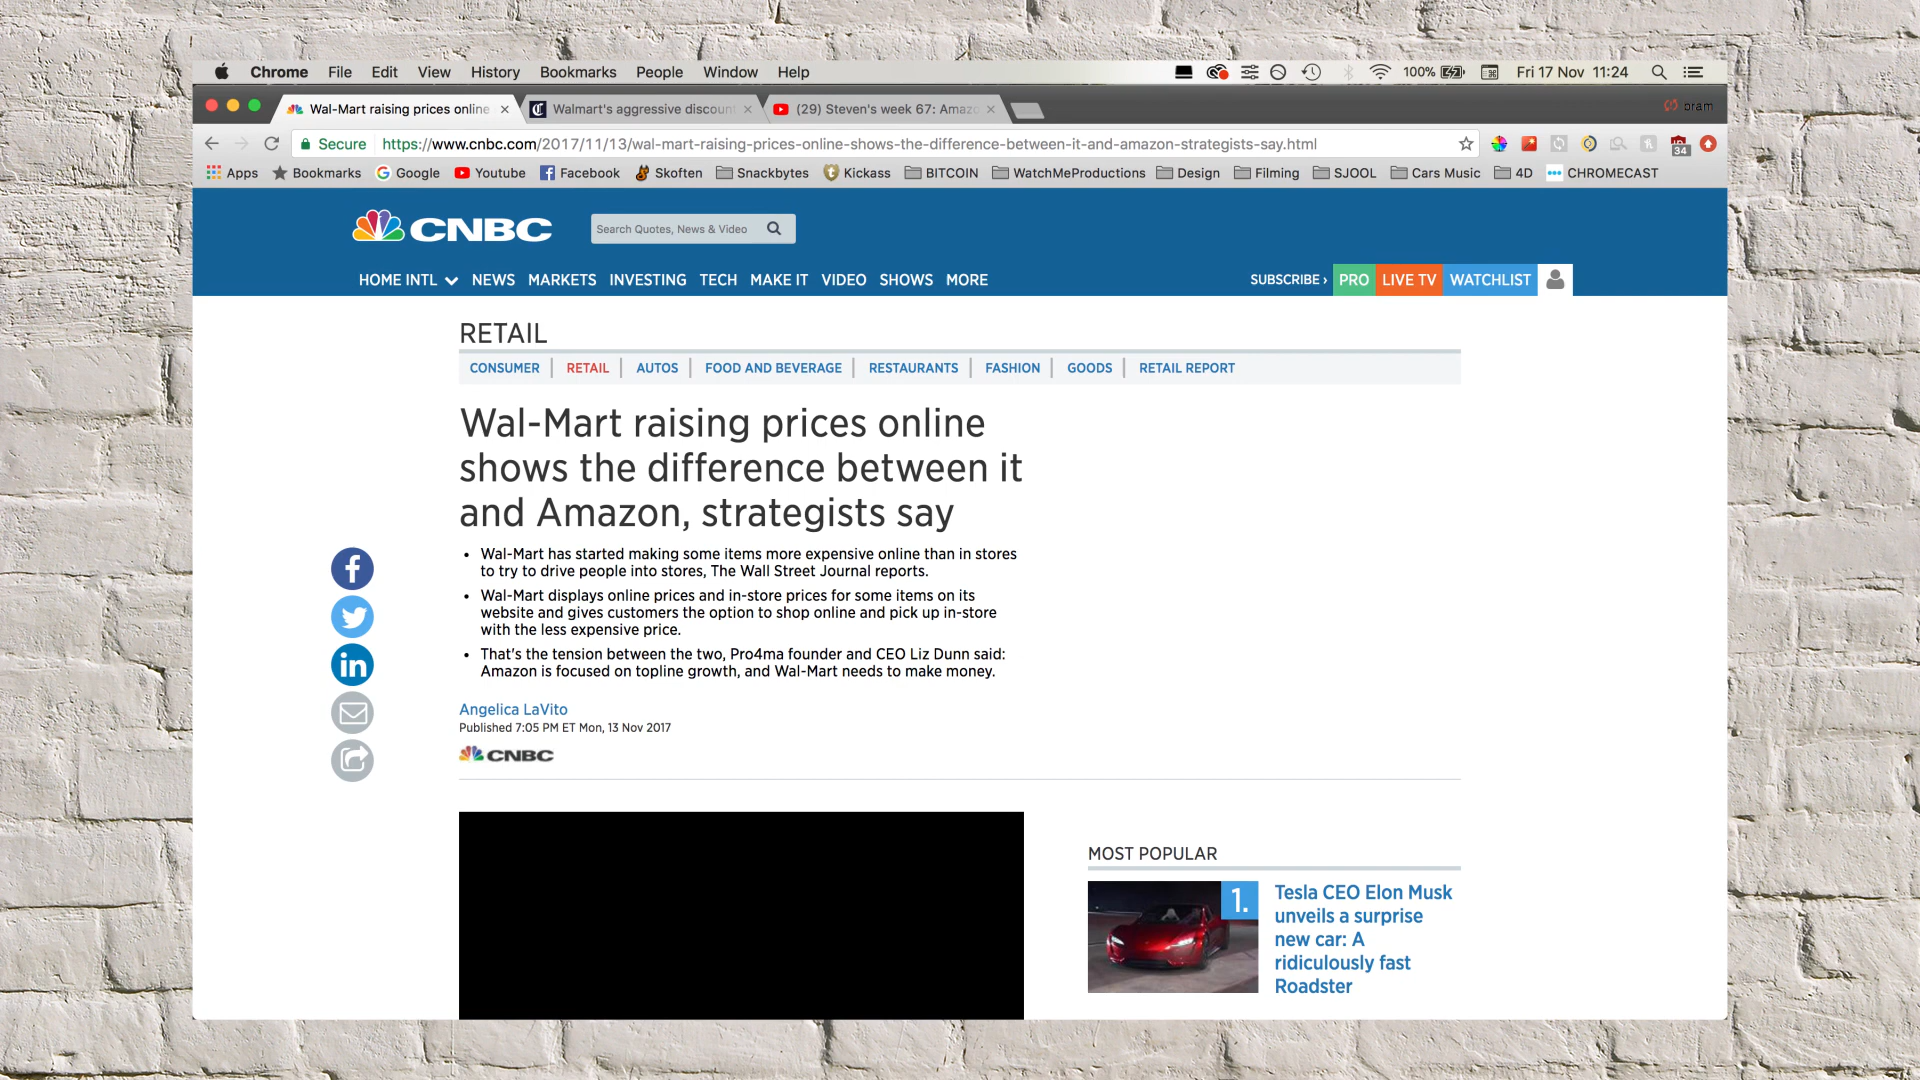 Chrome File Edit View History Bookmarks People Window Help 100% Fri 17 Nov 11:24
Wal-Mart raising prices online Walmart's aggressive discoun (29) Steven's week 67: Amazo bram
Secure https://www.cnbc.com/2017/11/13/wal-mart-raising-prices-online-shows-the-difference-between-it-and-amazon-strategists-say.html 34
Apps Bookmarks Google Youtube Facebook Skoften Snackbytes Kickass BITCOIN WatchMeProductions Design Filming SJOOL Cars Music 4D CHROMECAST
CNBC Search Quotes, News & Video
HOME INTL NEWS MARKETS INVESTING TECH MAKE IT VIDEO SHOWS MORE SUBSCRIBE › PRO LIVE TV WATCHLIST
RETAIL
CONSUMER RETAIL AUTOS FOOD AND BEVERAGE RESTAURANTS FASHION GOODS RETAIL REPORT
Wal-Mart raising prices online
shows the difference between it
and Amazon, strategists say
• Wal-Mart has started making some items more expensive online than in stores
to try to drive people into stores, The Wall Street Journal reports.
• Wal-Mart displays online prices and in-store prices for some items on its
website and gives customers the option to shop online and pick up in-store
with the less expensive price.
• That's the tension between the two, Pro4ma founder and CEO Liz Dunn said:
Amazon is focused on topline growth, and Wal-Mart needs to make money.
Angelica LaVito
Published 7:05 PM ET Mon, 13 Nov 2017
CNBC
MOST POPULAR
1.
Tesla CEO Elon Musk
unveils a surprise
new car: A
ridiculously fast
Roadster